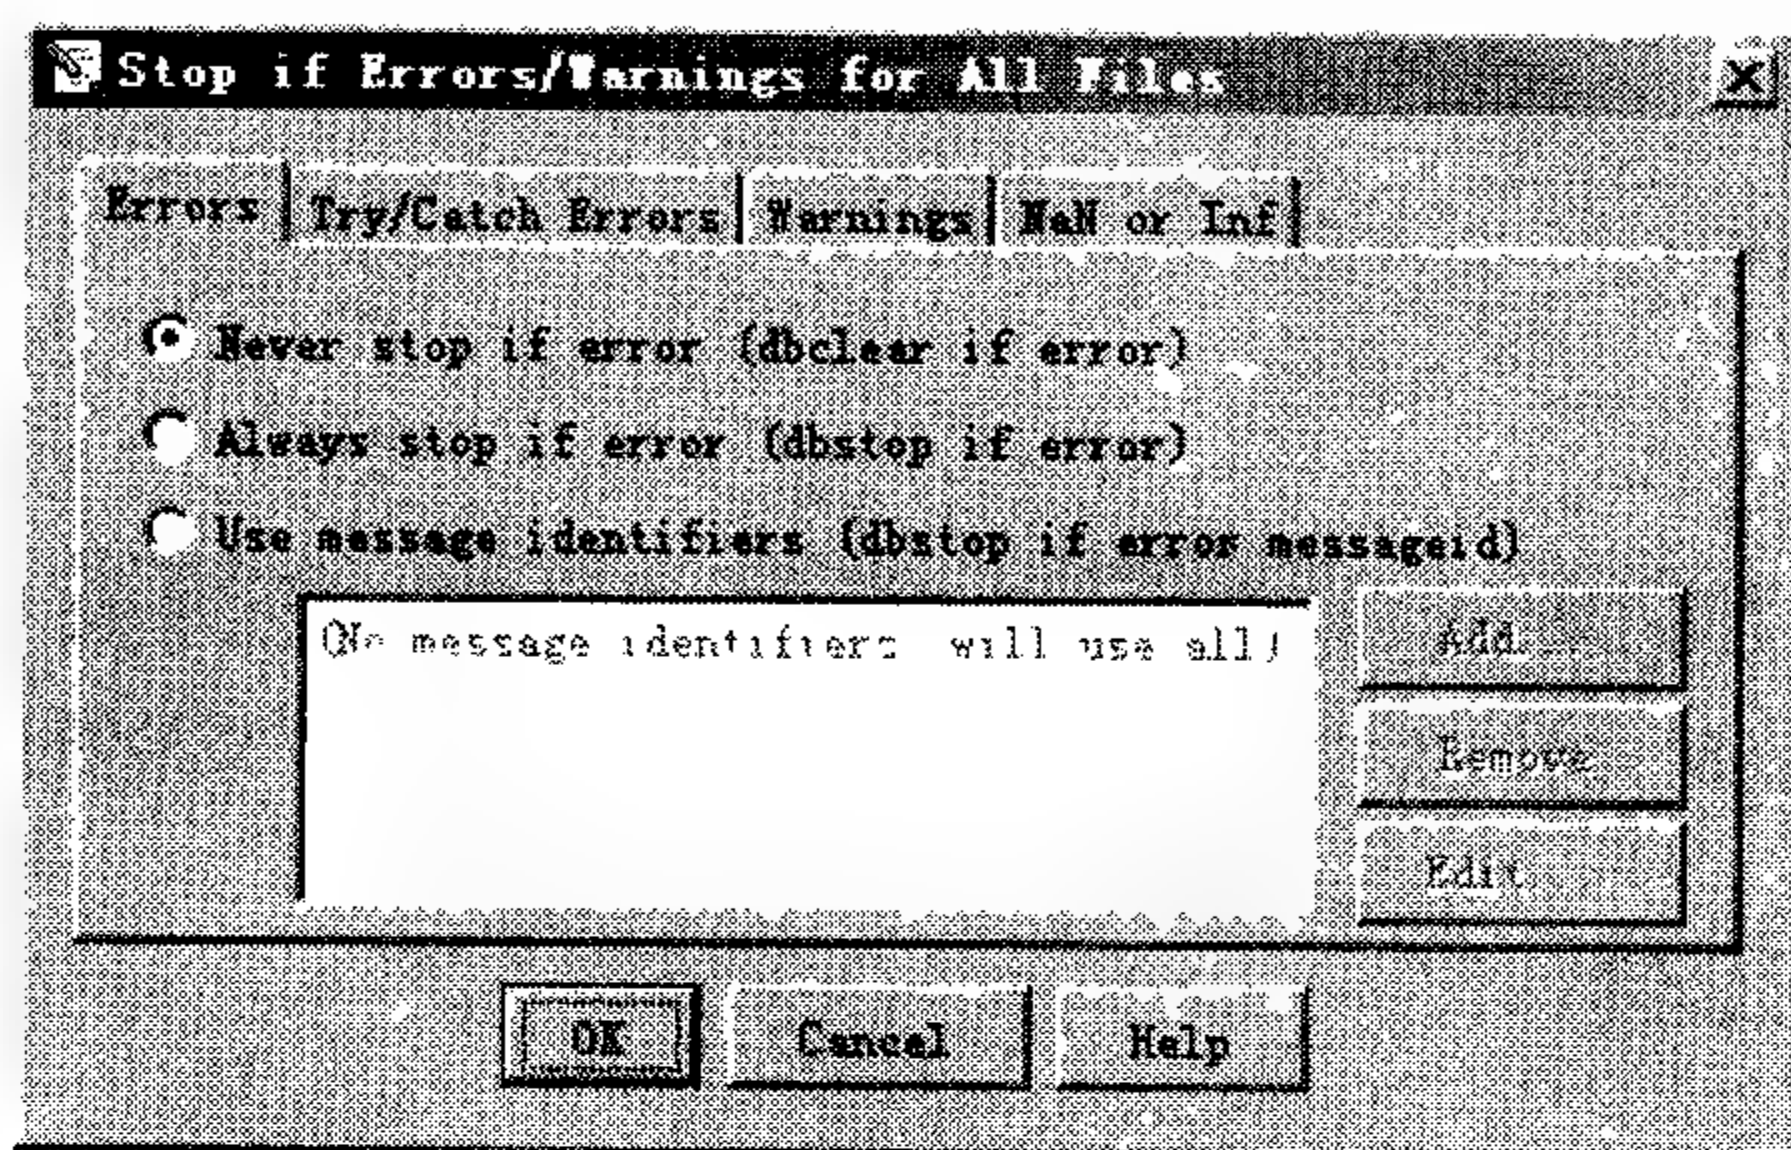 Stop if Errors/Warnings for All Files
Errors Try/Catch Errors Warnings NaN or Inf
Never stop if error (dbclear if error)
Always stop if error (dbstop if error)
Use message identifiers (dbstop if error messageid)
(No message identifiers will use all)
Add...
Remove
Edit...
OK Cancel Help